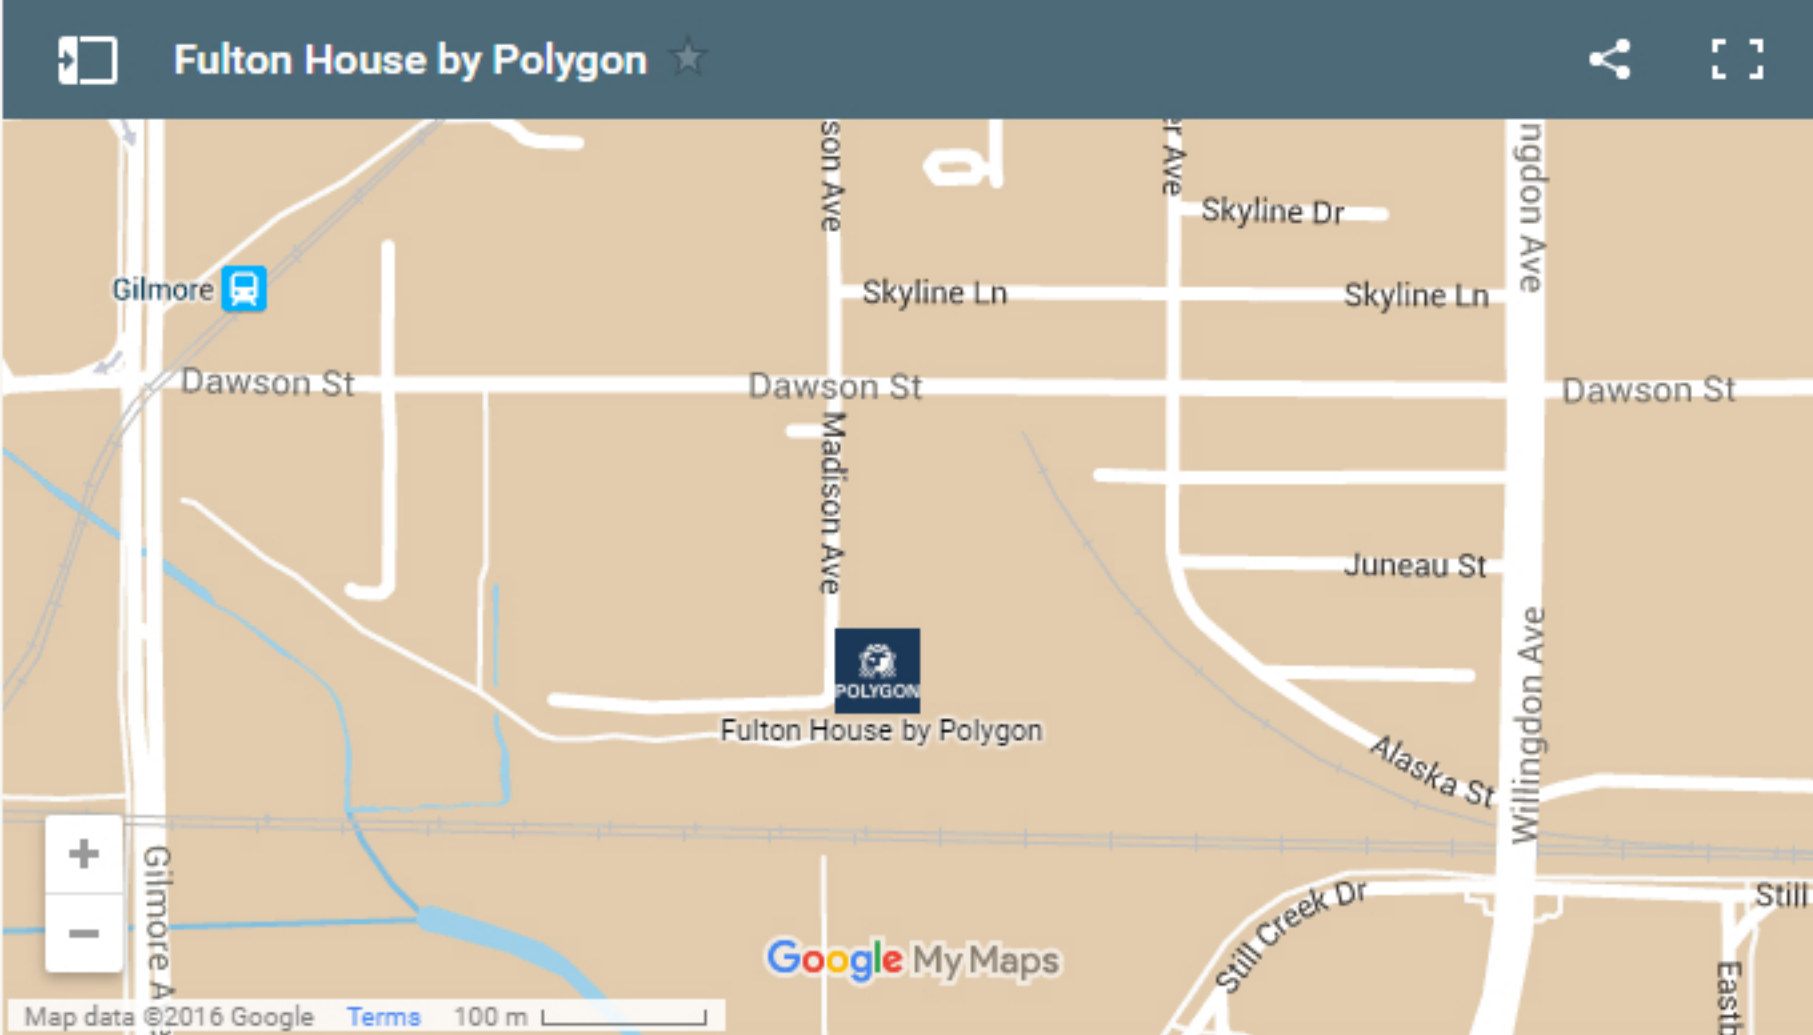 Fulton House by Polygon
son Ave
er Ave
ngdon Ave
Skyline Dr
Gilmore
Skyline Ln
Skyline Ln
Dawson St
Dawson St
Dawson St
Madison Ave
Juneau St
Willingdon Ave
POLYGON
Fulton House by Polygon
Alaska St
+
−
Gilmore A
Still Creek Dr
Still
Eastb
Google My Maps
Map data ©2016 Google Terms 100 m